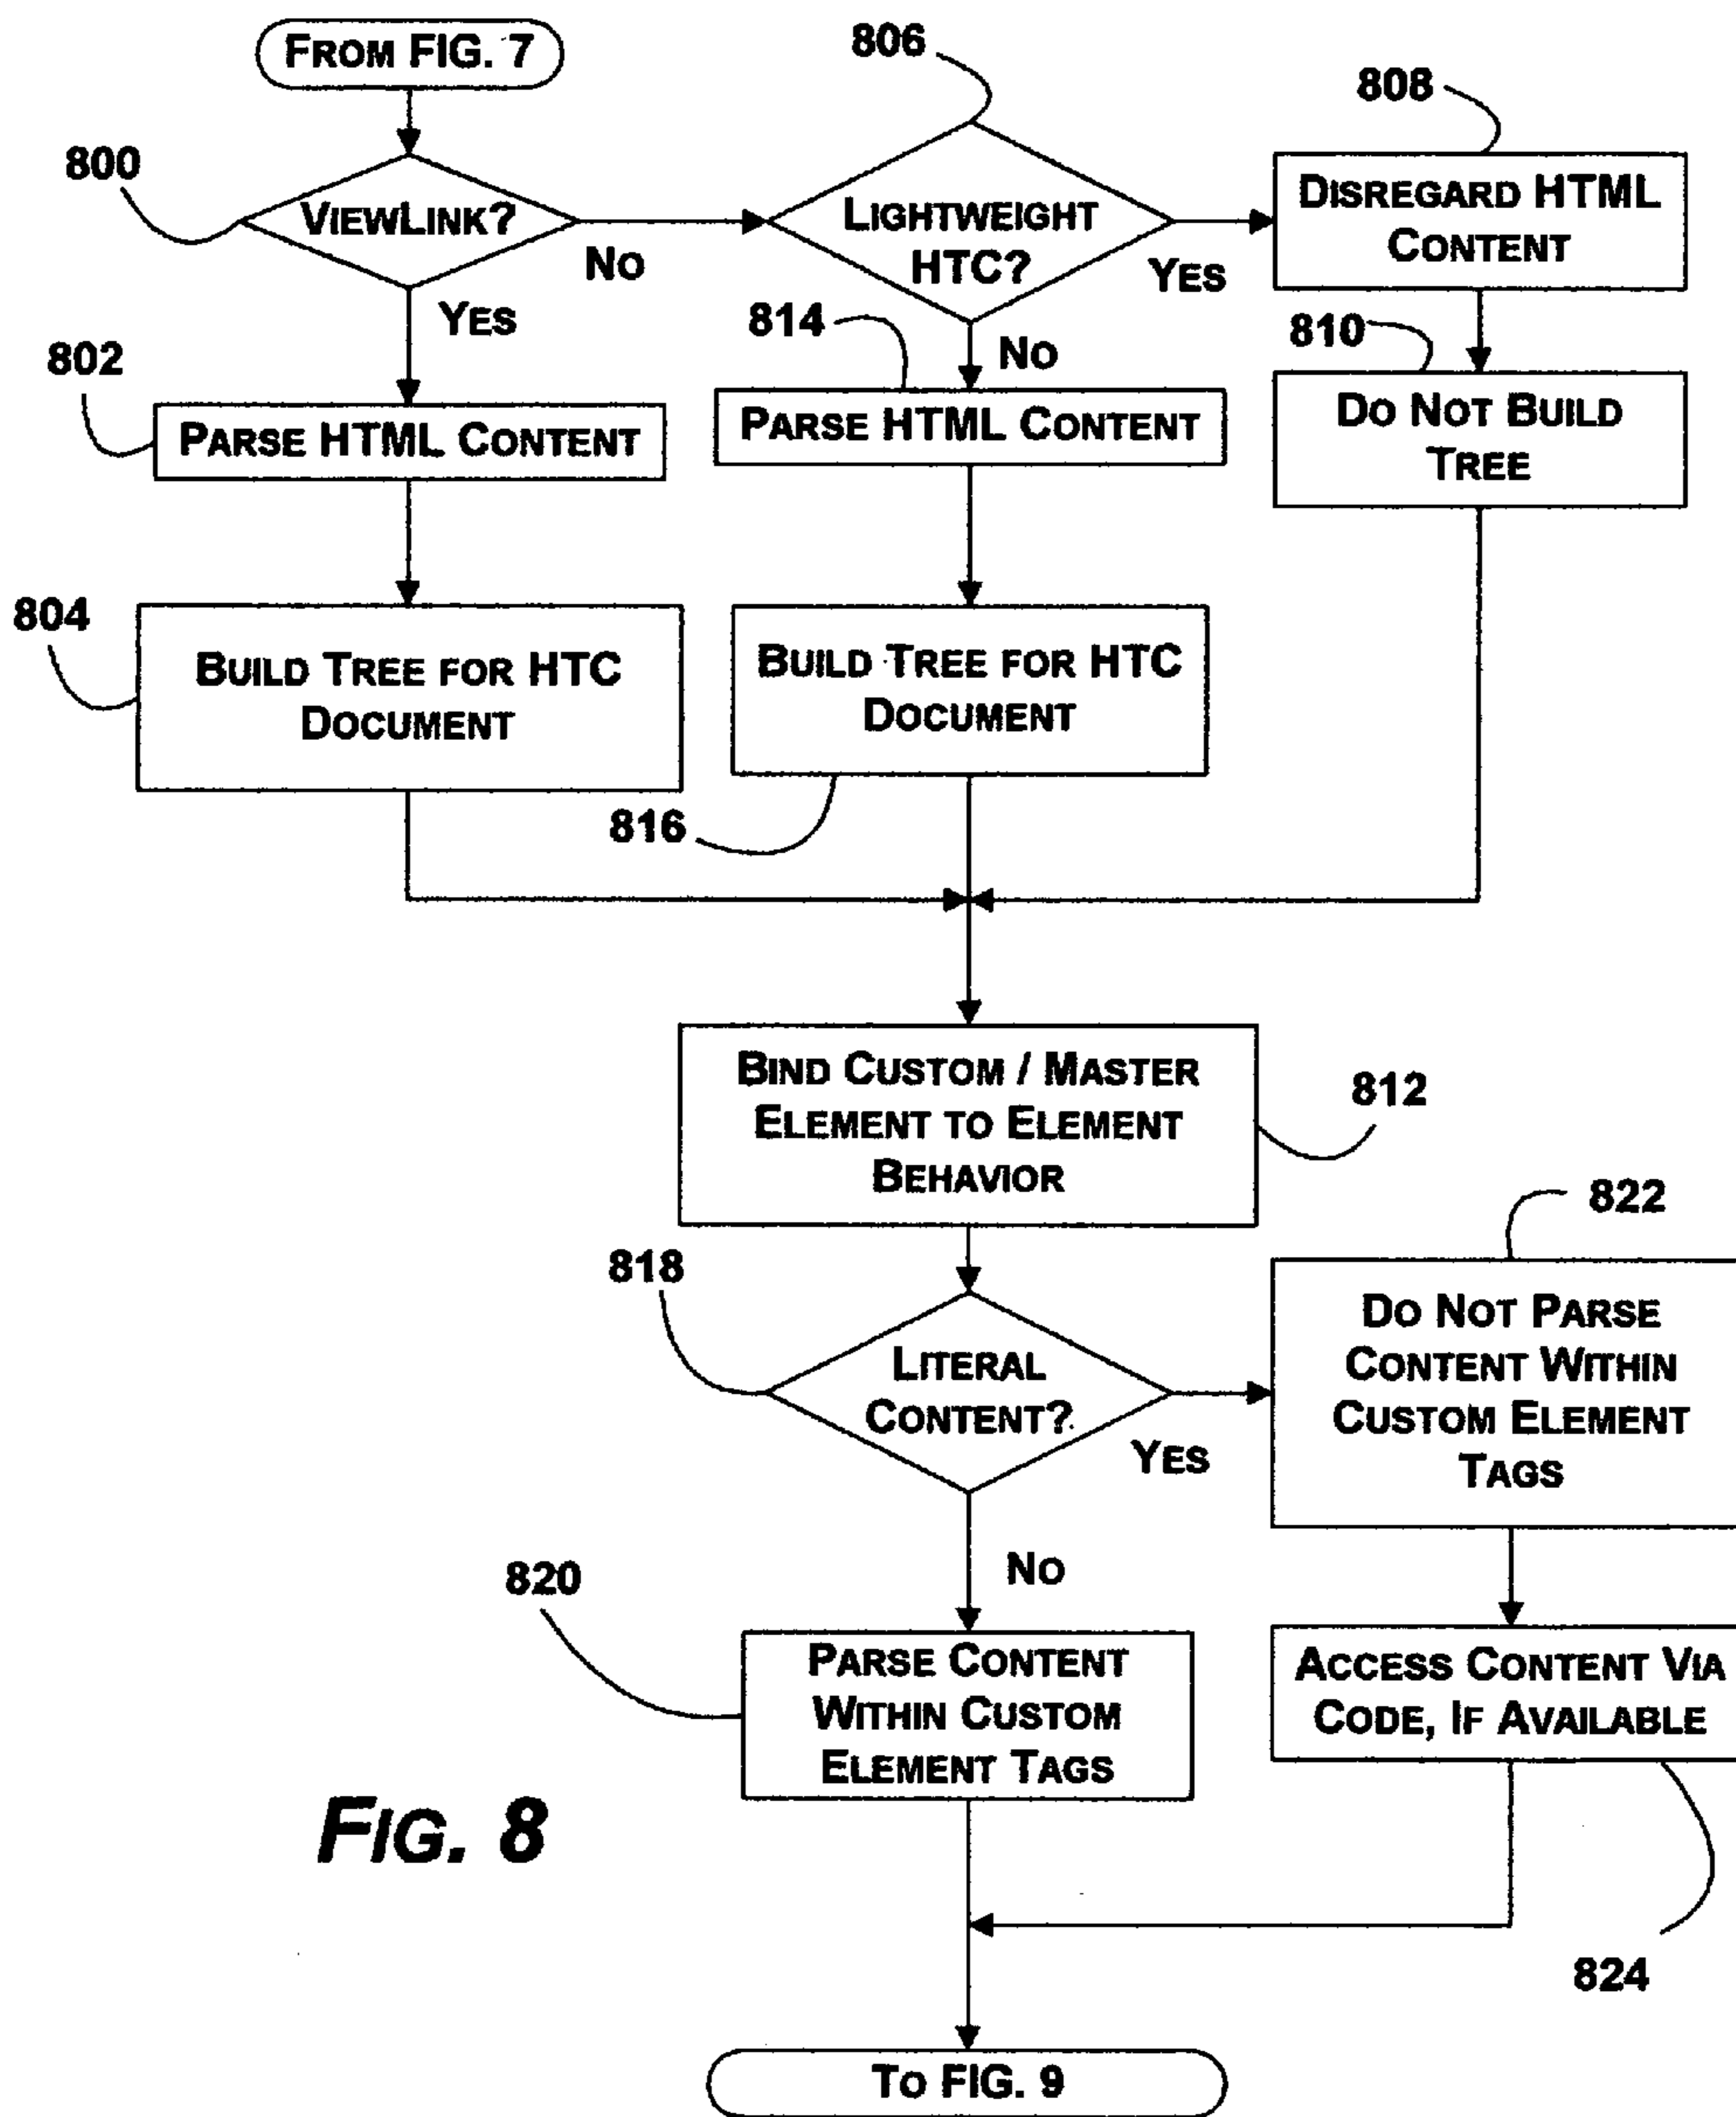 FROM FIG. 7
806
808
800
VIEWLINK?
NO
YES
LIGHTWEIGHT
HTC?
YES
NO
DISREGARD HTML
CONTENT
802
PARSE HTML CONTENT
814
PARSE HTML CONTENT
810
DO NOT BUILD
TREE
804
BUILD TREE FOR HTC
DOCUMENT
BUILD TREE FOR HTC
DOCUMENT
816
BIND CUSTOM / MASTER
ELEMENT TO ELEMENT
BEHAVIOR
812
818
LITERAL
CONTENT?
YES
NO
822
DO NOT PARSE
CONTENT WITHIN
CUSTOM ELEMENT
TAGS
820
PARSE CONTENT
WITHIN CUSTOM
ELEMENT TAGS
ACCESS CONTENT VIA
CODE, IF AVAILABLE
824
FIG. 8
TO FIG. 9